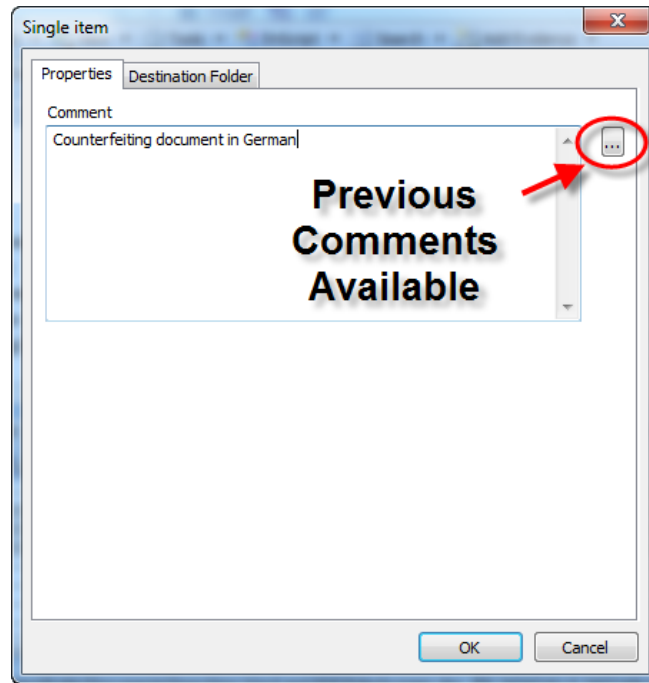 Single item
Properties
Destination Folder
Comment
Counterfeiting document in German
...
Previous
Comments
Available
OK
Cancel